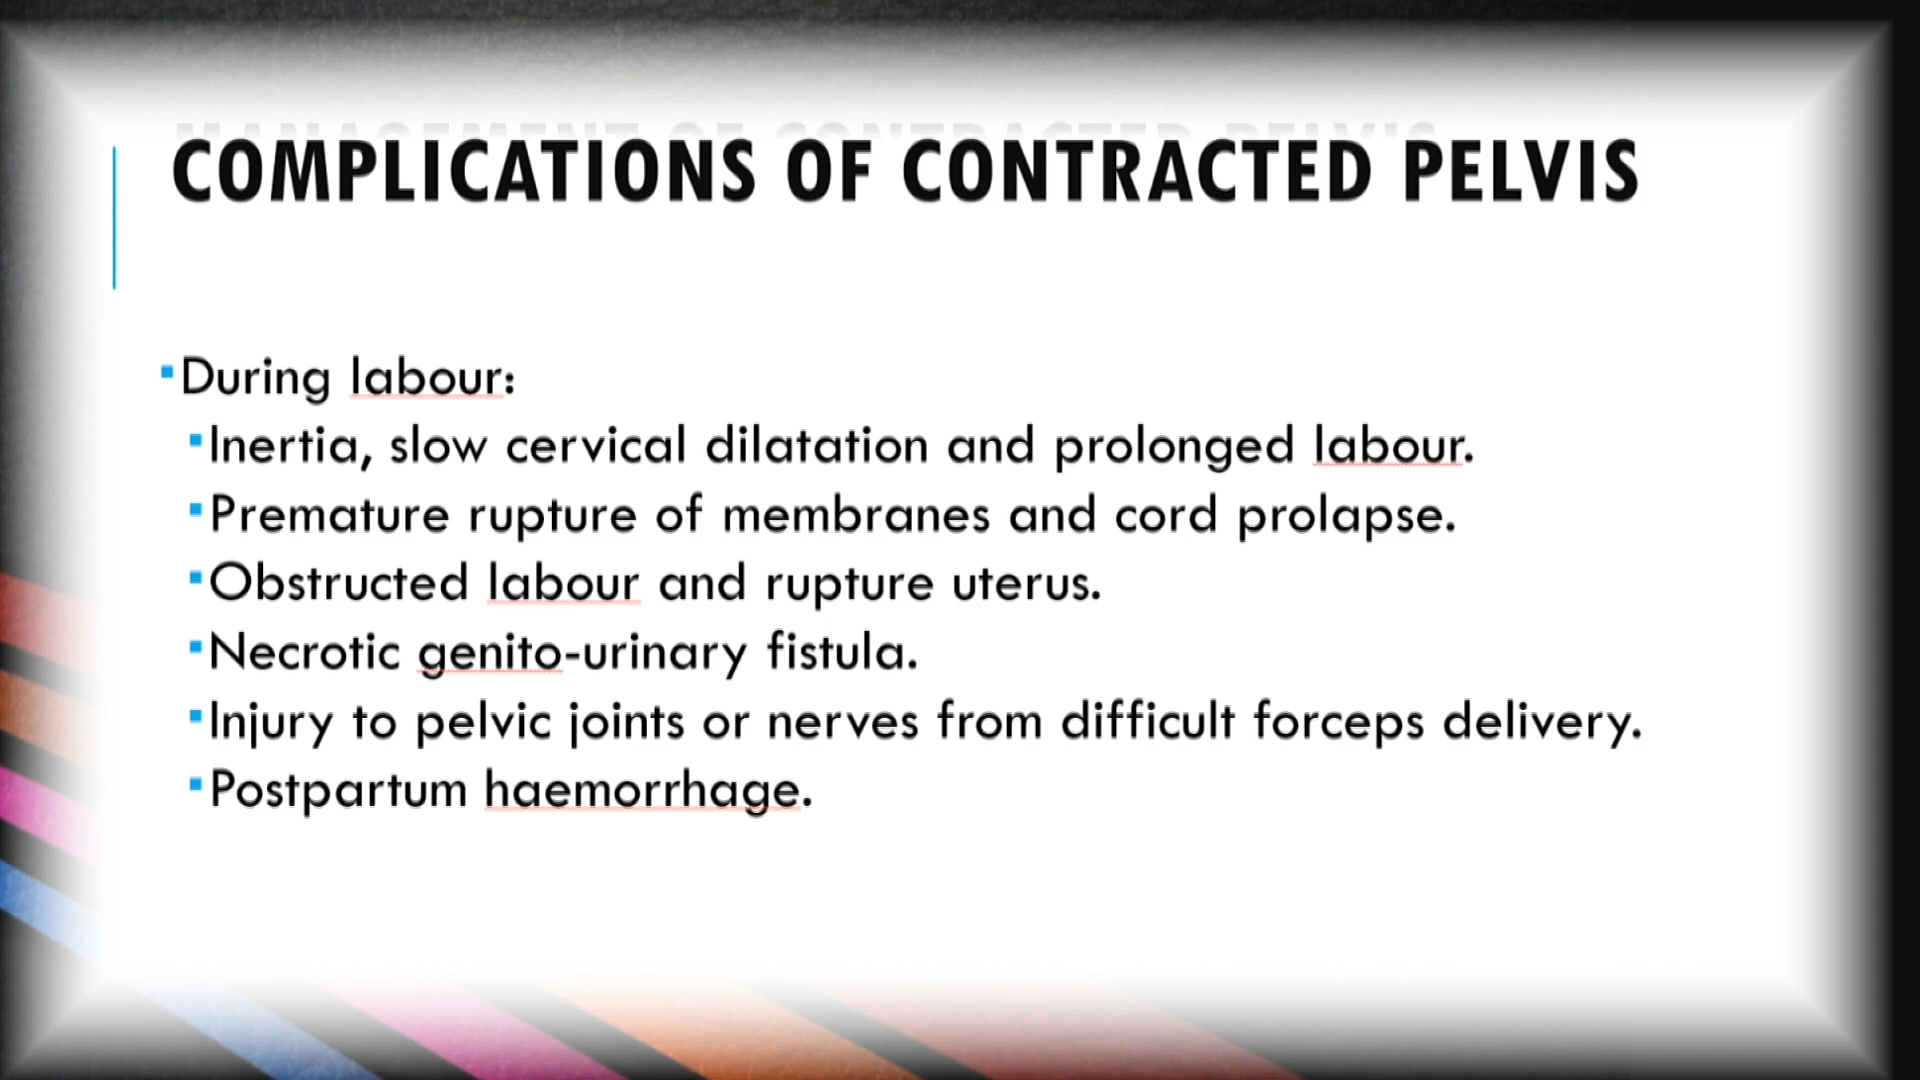 COMPLICATIONS OF CONTRACTED PELVIS
During labour:
Inertia, slow cervical dilatation and prolonged labour.
Premature rupture of membranes and cord prolapse.
Obstructed labour and rupture uterus.
Necrotic genito-urinary fistula.
Injury to pelvic joints or nerves from difficult forceps delivery.
Postpartum haemorrhage.